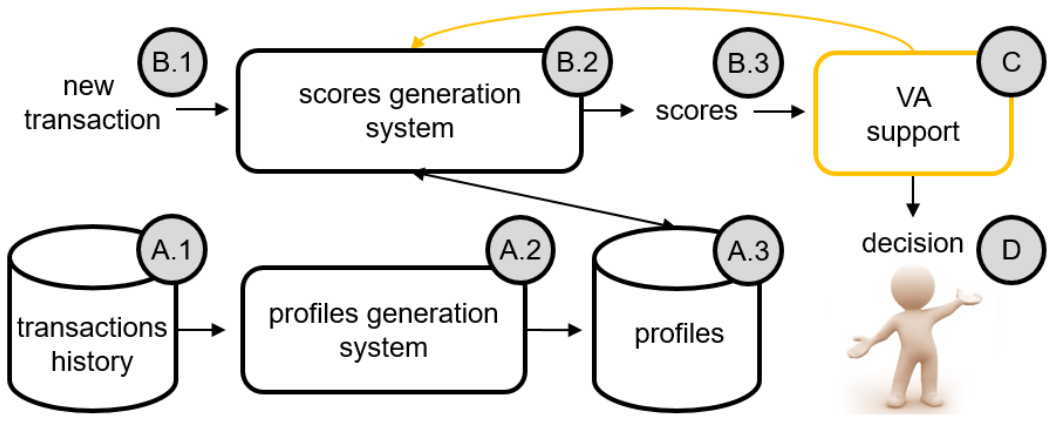 B.1
new
transaction
B.2
scores generation
system
B.3
scores
C
VA
support
A.1
transactions
history
A.2
profiles generation
system
A.3
profiles
decision
D